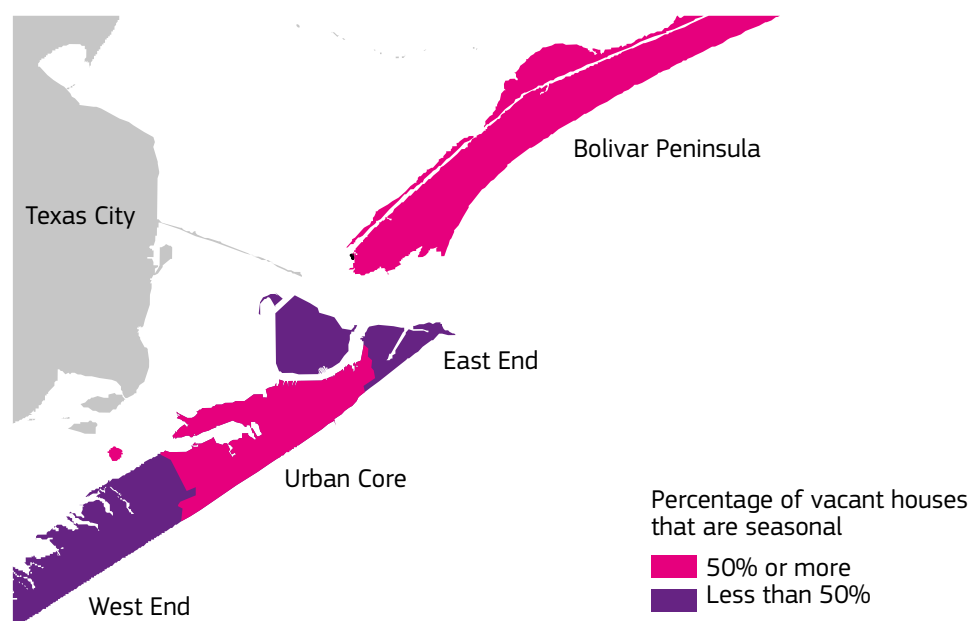 Bolivar Peninsula
Texas City
East End
Urban Core
West End
Percentage of vacant houses
that are seasonal
50% or more
Less than 50%